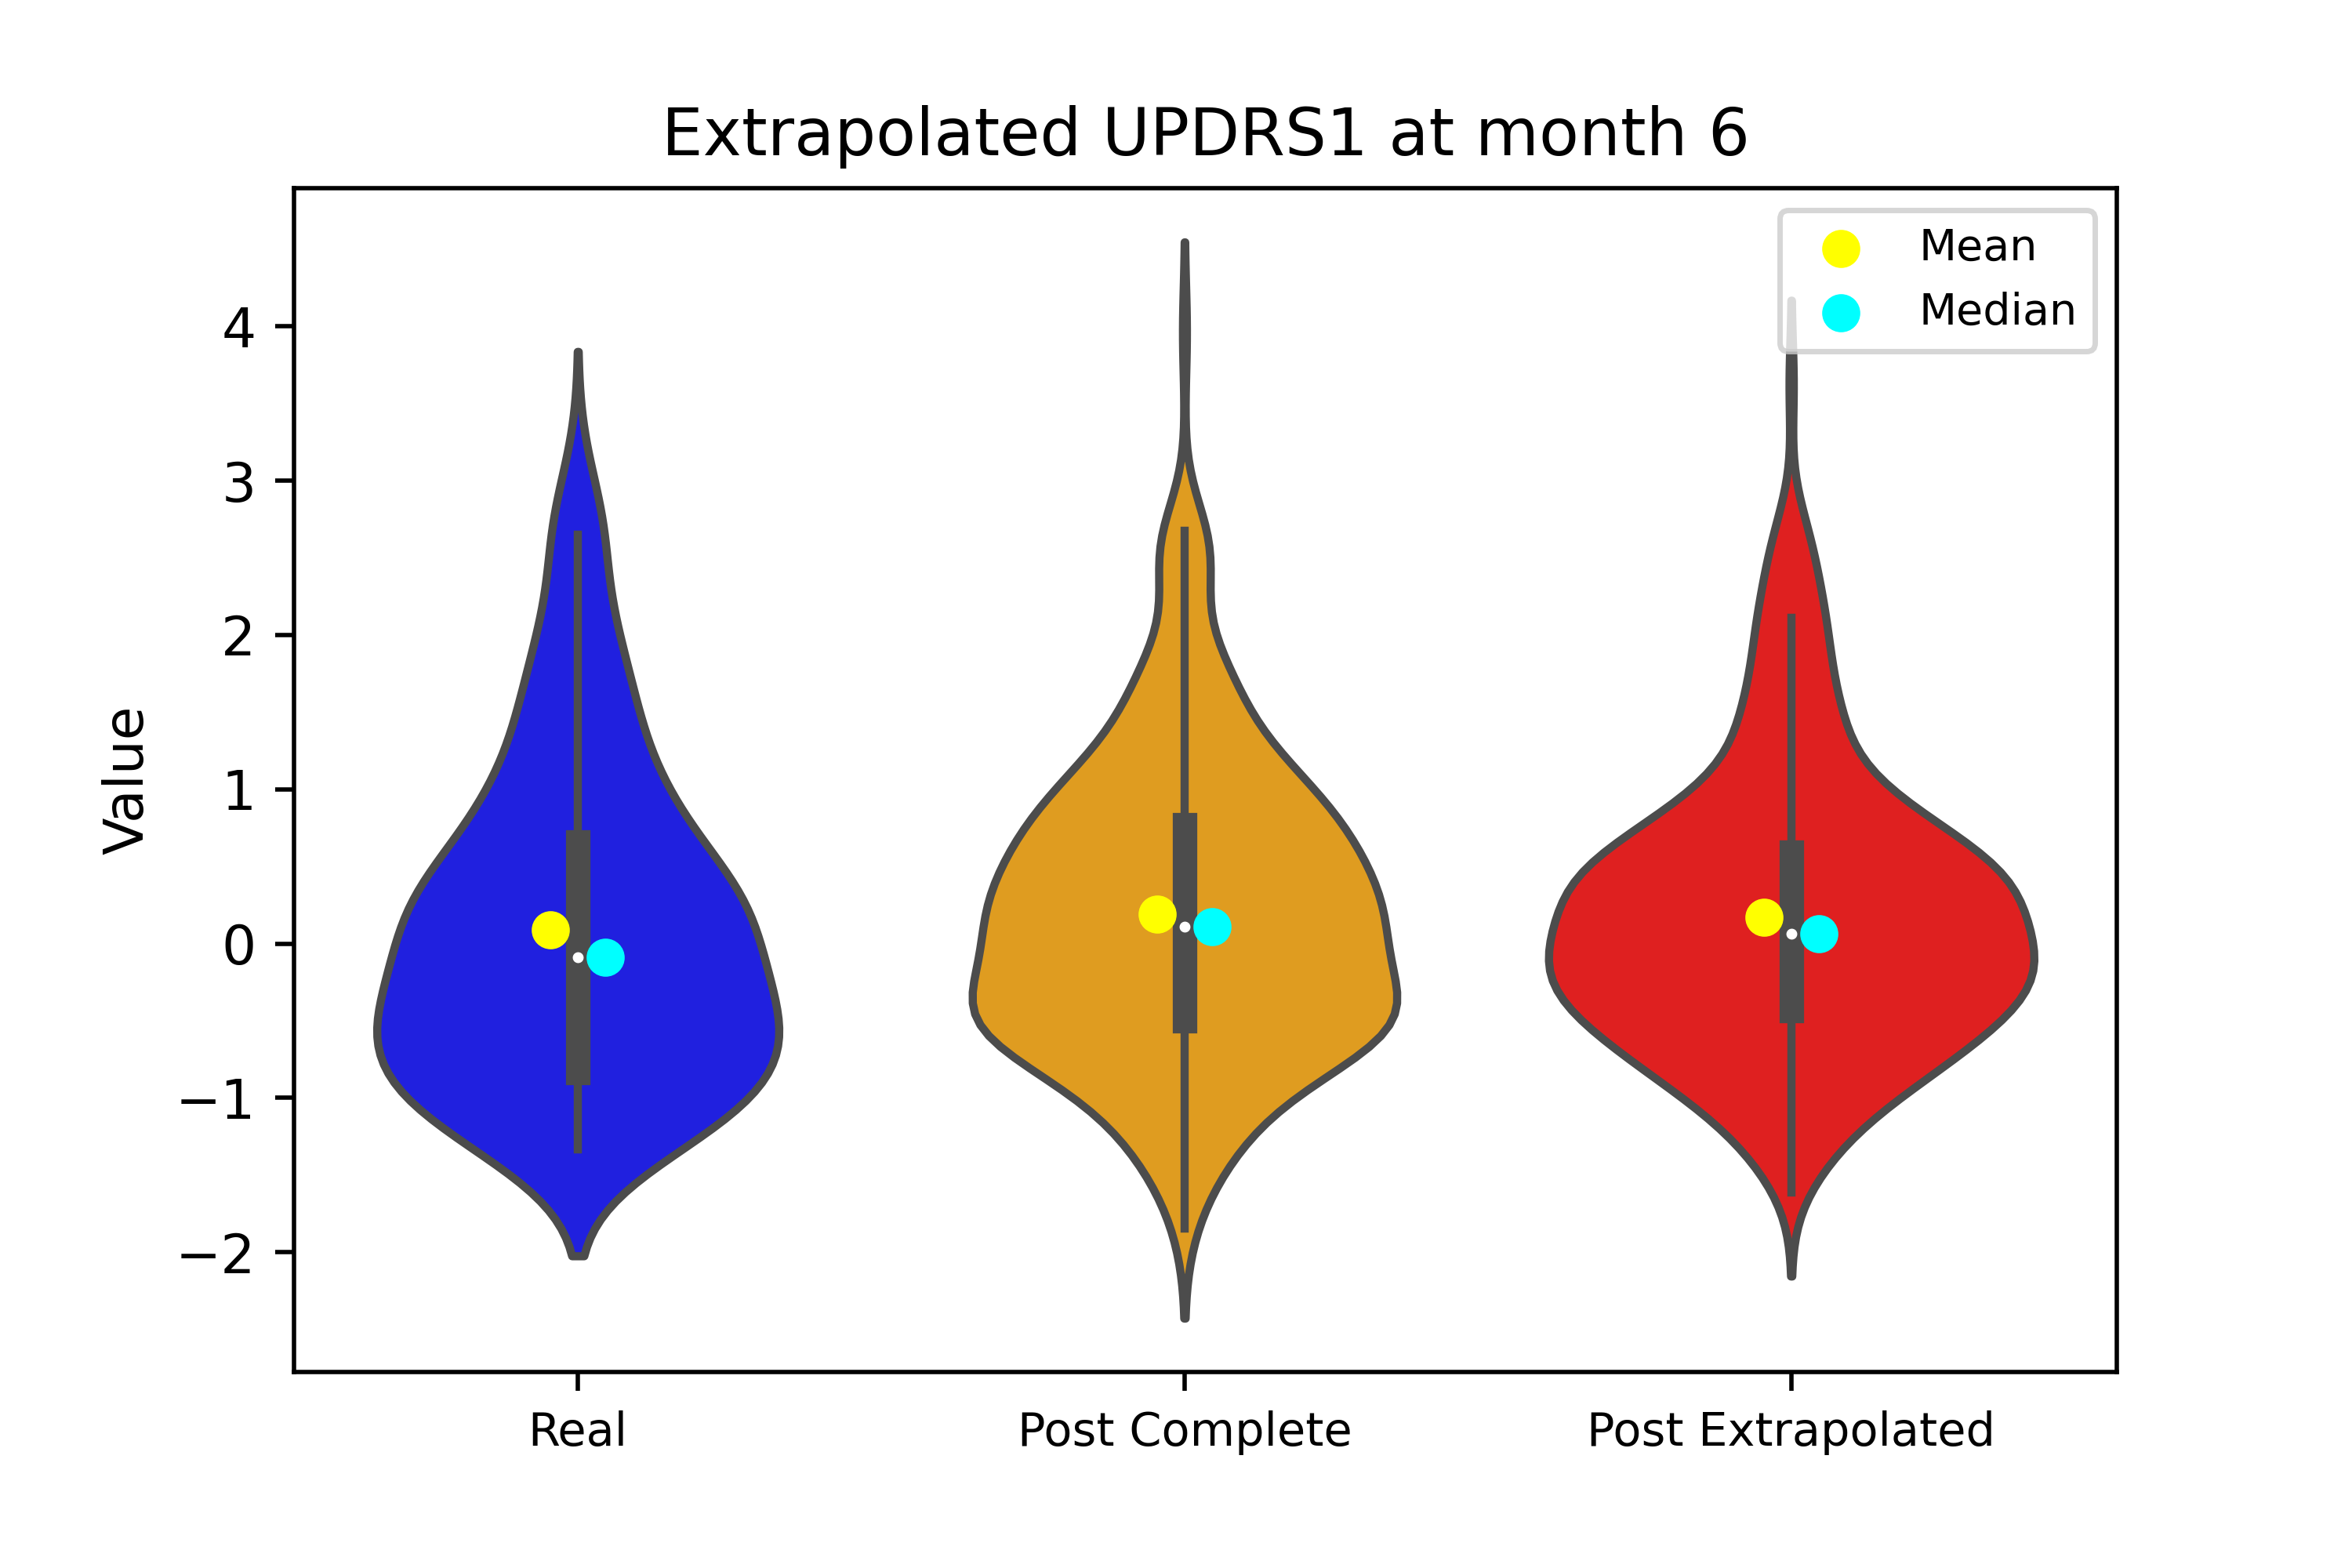 Extrapolated UPDRS1 at month 6
Mean
Median
4
3
2
1
0
−1
−2
Value
Real
Post Complete
Post Extrapolated